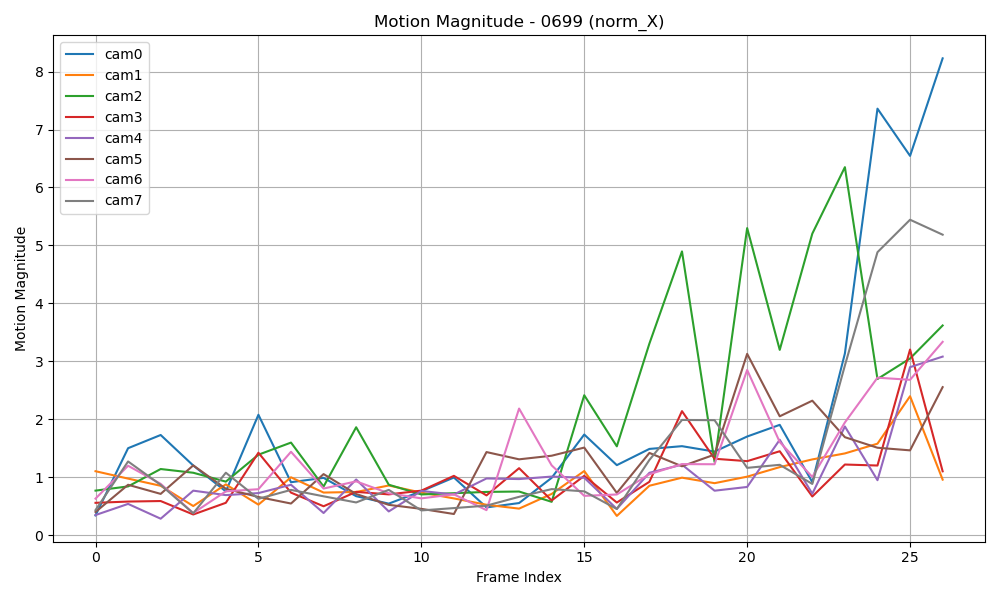 Motion Magnitude - 0699 (norm_X)
cam0
cam1
cam2
cam3
cam4
cam5
cam6
cam7
Motion Magnitude
8
7
6
5
4
3
2
1
0
0 5 10 15 20 25
Frame Index